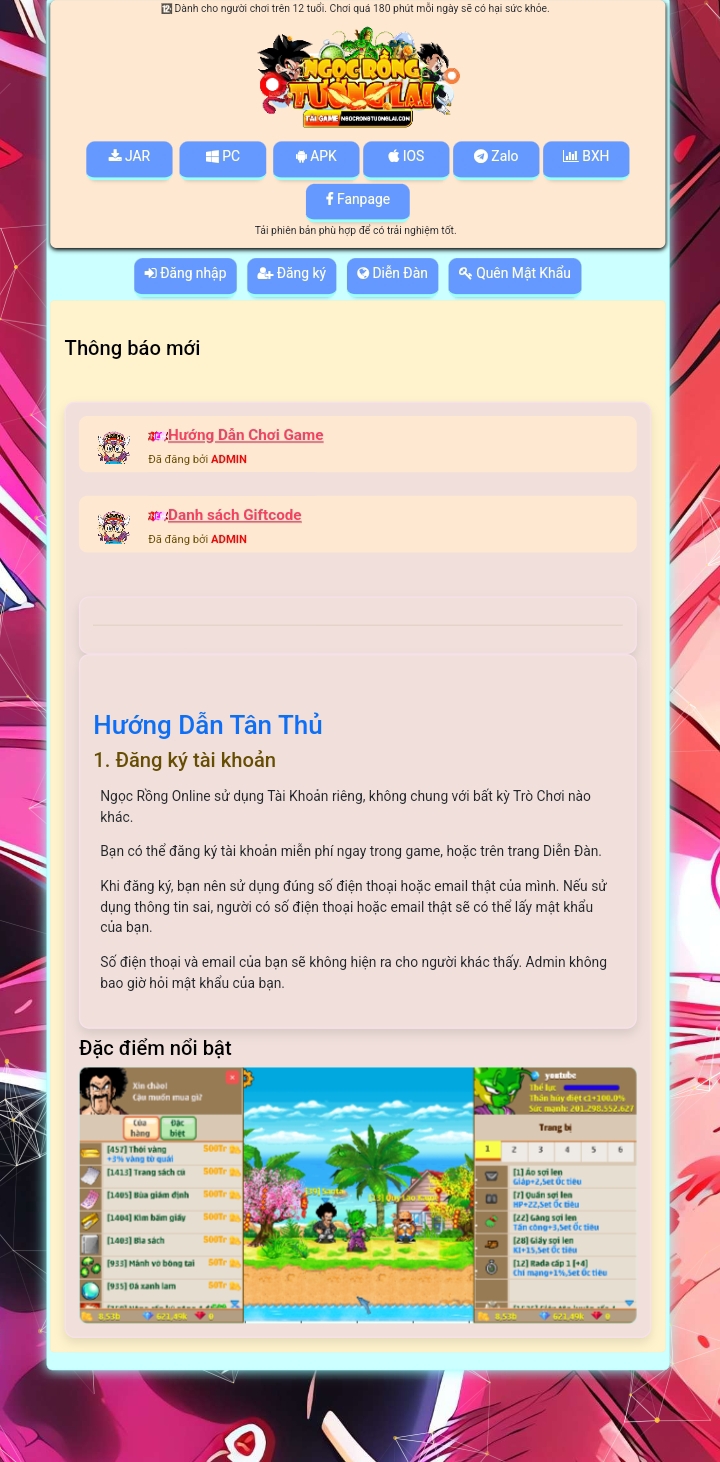 12 Dành cho người chơi trên 12 tuổi. Chơi quá 180 phút mỗi ngày sẽ có hại sức khỏe.
NGỌC RỒNG
TƯƠNG LAI
TẢI GAME NGOCRONGTUONGLAI.COM
JAR PC APK IOS Zalo BXH
Fanpage
Tải phiên bản phù hợp để có trải nghiệm tốt.
Đăng nhập Đăng ký Diễn Đàn Quên Mật Khẩu
Thông báo mới
Hướng Dẫn Chơi Game
Đã đăng bởi ADMIN
Danh sách Giftcode
Đã đăng bởi ADMIN
Hướng Dẫn Tân Thủ
1. Đăng ký tài khoản
Ngọc Rồng Online sử dụng Tài Khoản riêng, không chung với bất kỳ Trò Chơi nào
khác.
Bạn có thể đăng ký tài khoản miễn phí ngay trong game, hoặc trên trang Diễn Đàn.
Khi đăng ký, bạn nên sử dụng đúng số điện thoại hoặc email thật của mình. Nếu sử
dụng thông tin sai, người có số điện thoại hoặc email thật sẽ có thể lấy mật khẩu
của bạn.
Số điện thoại và email của bạn sẽ không hiện ra cho người khác thấy. Admin không
bao giờ hỏi mật khẩu của bạn.
Đặc điểm nổi bật
Xin chào!
Cậu muốn mua gì?
Cửa hàng
Đặc biệt
[457] Thỏi vàng 500Tr
+3% vàng từ quái
[1413] Trang sách cũ 500Tr
[1405] Bùa giám định 500Tr
[1404] Kìm bấm giấy 500Tr
[1403] Bìa sách 500Tr
[933] Mảnh vỡ bông tai 50Tr
[935] Đá xanh lam 50Tr
8,53b 623,49k 0
[39] Santa
[13] Quy Lão Kame
youtube
Thể lực
Thần hủy diệt c1+100.0%
Sức mạnh: 201.298.552.627
Trang bị
1 2 3 4 5 6
[1] Áo sợi len
Giáp+2,Set Ốc tiêu
[7] Quần sợi len
HP+22,Set Ốc tiêu
[22] Găng sợi len
Tấn công+3,Set Ốc tiêu
[28] Giầy sợi len
KI+15,Set Ốc tiêu
[12] Rada cấp 1 [+4]
Chí mạng+1%,Set Ốc tiêu
8,53b 623,49k 0